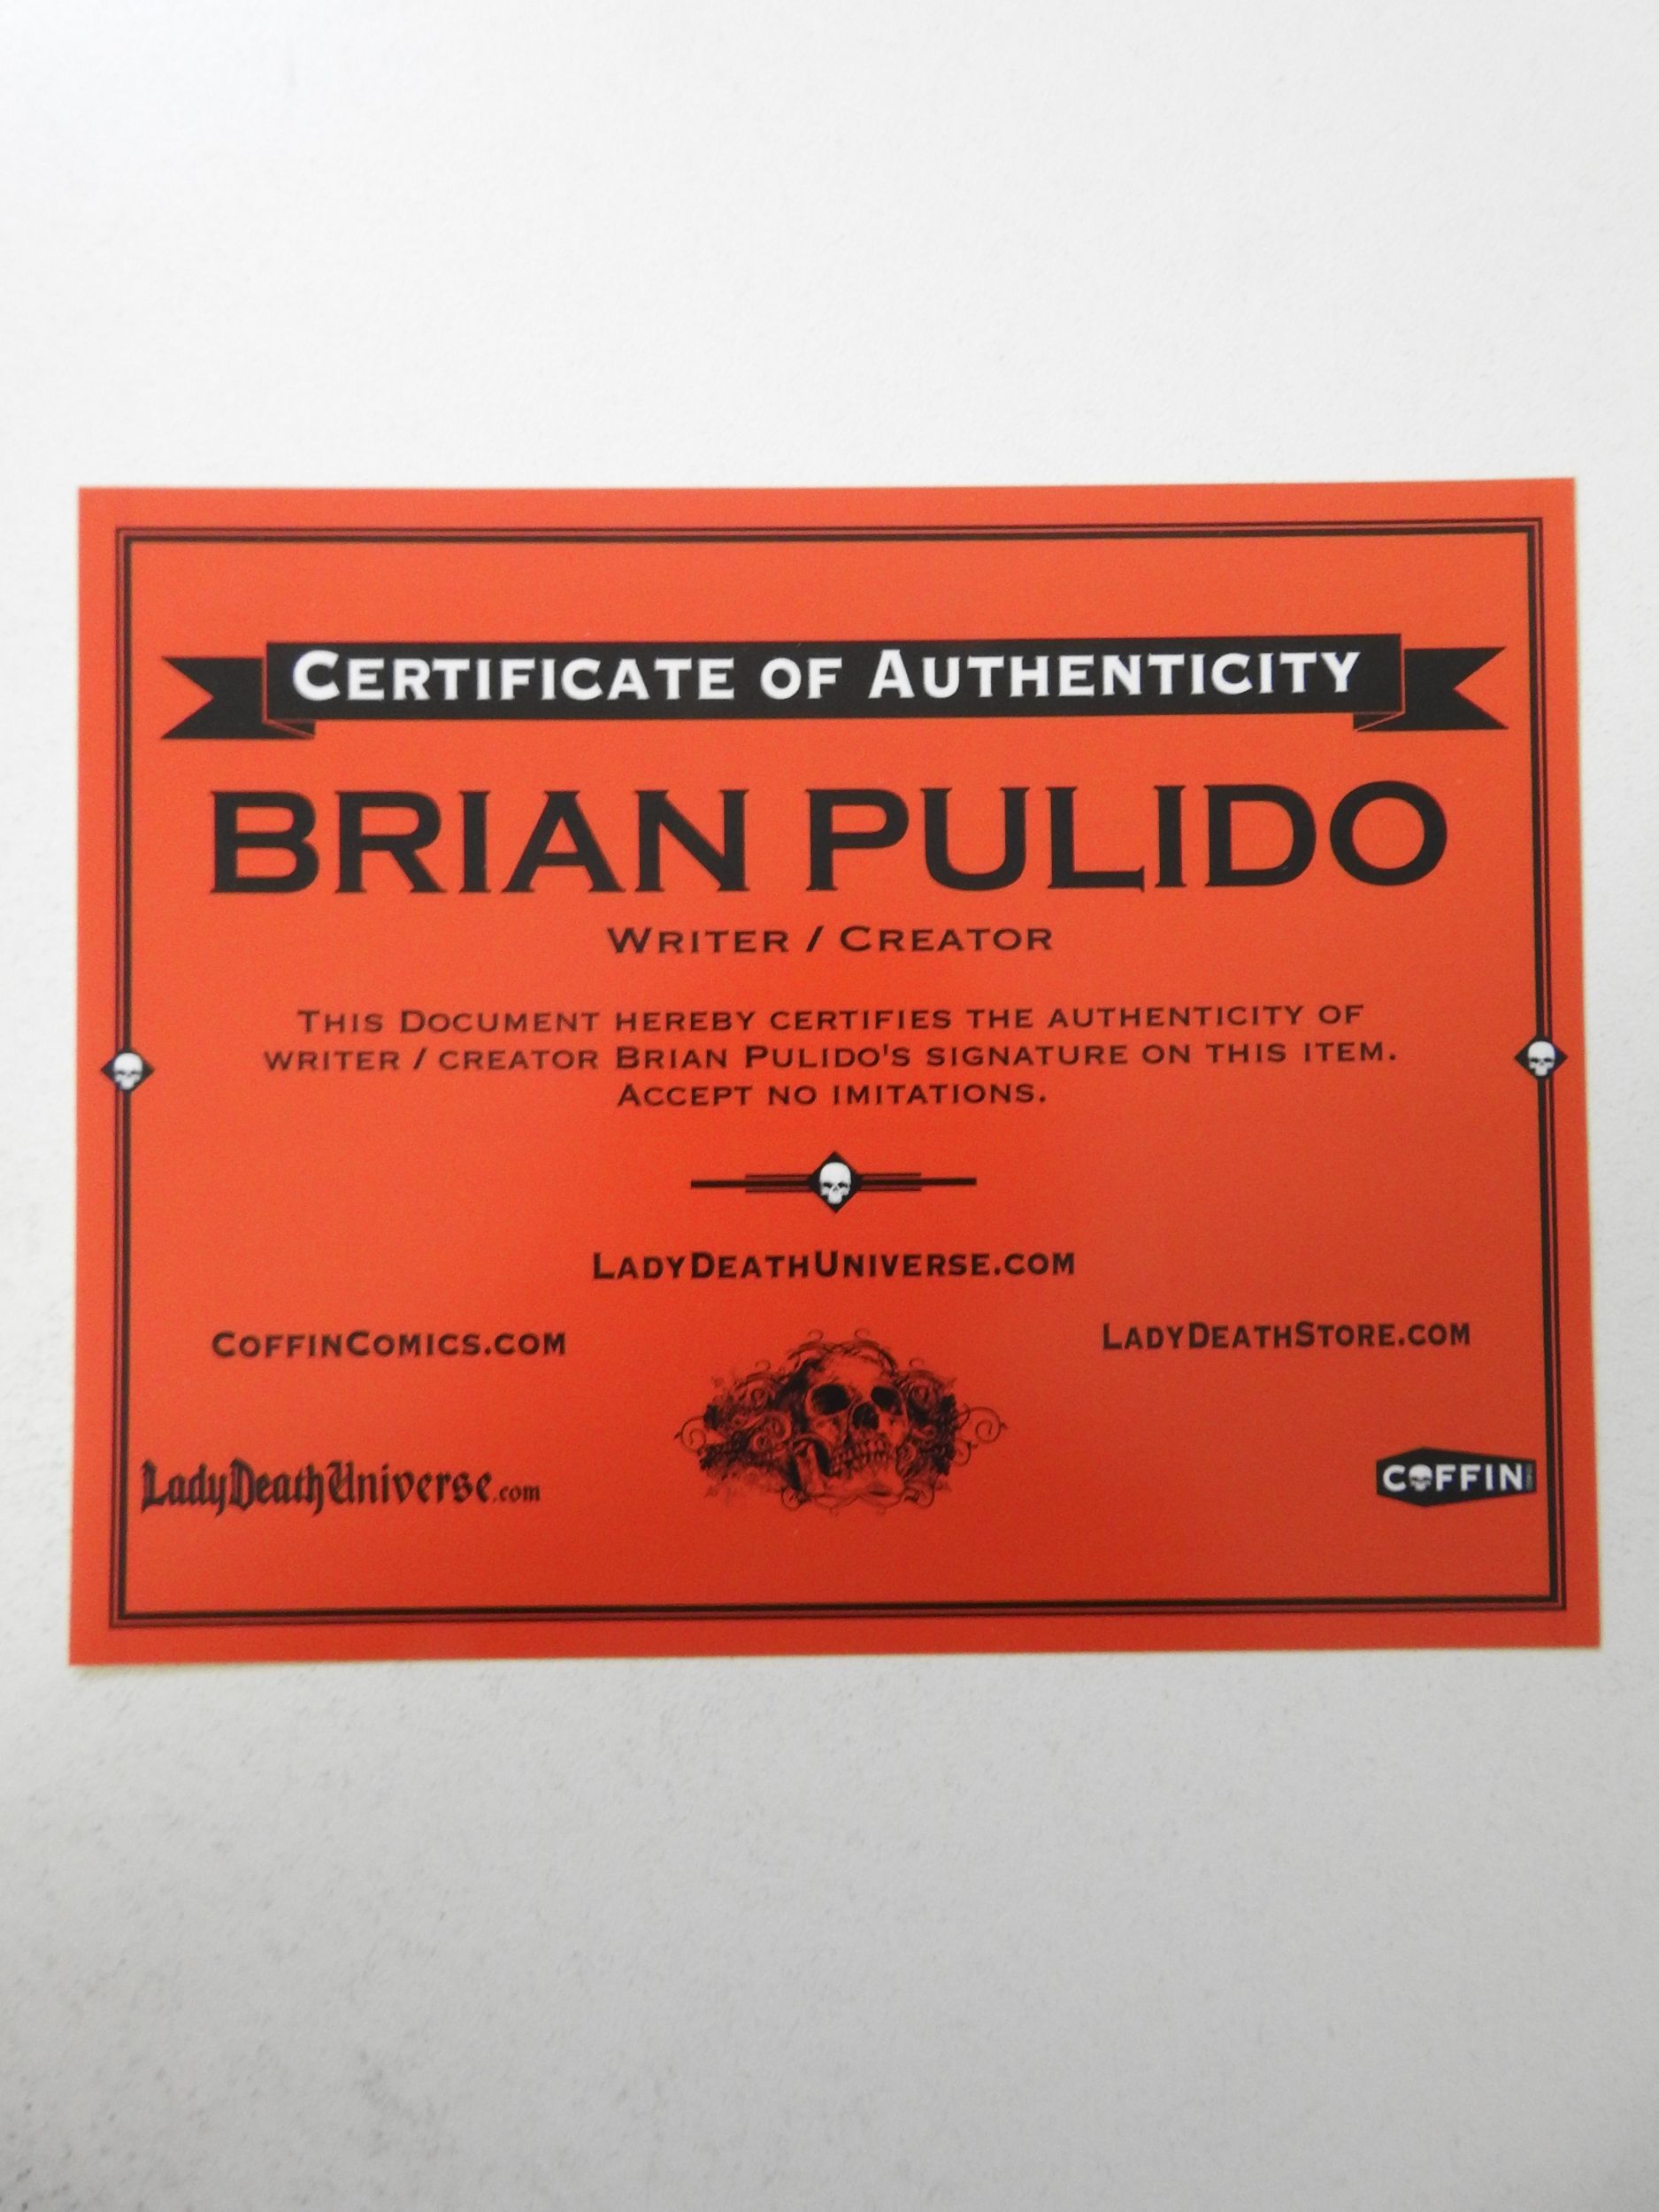 Certificate of Authenticity
BRIAN PULIDO
Writer / Creator
This Document hereby certifies the authenticity of
writer / creator Brian Pulido's signature on this item.
Accept no imitations.
LadyDeathUniverse.com
CoffinComics.com
LadyDeathStore.com
LadyDeathUniverse.com
COFFIN